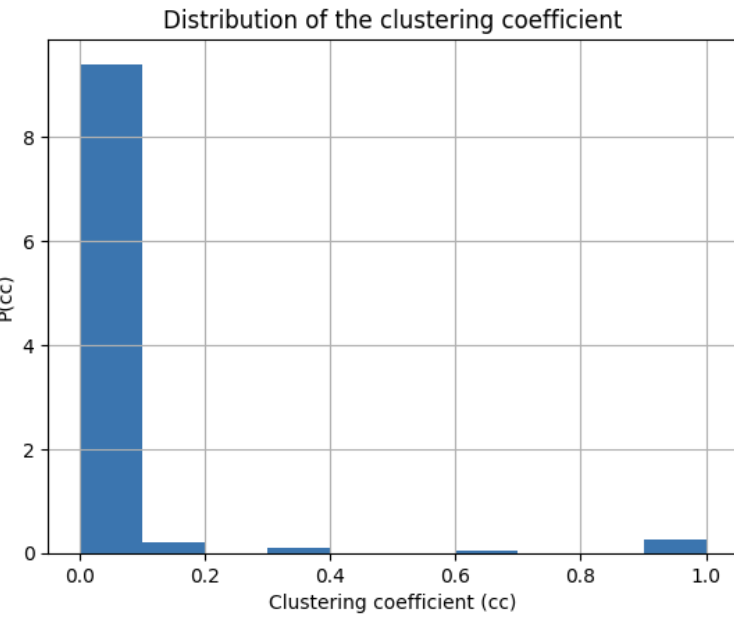 Distribution of the clustering coefficient
P(cc)
8
6
4
2
0
0.0 0.2 0.4 0.6 0.8 1.0
Clustering coefficient (cc)